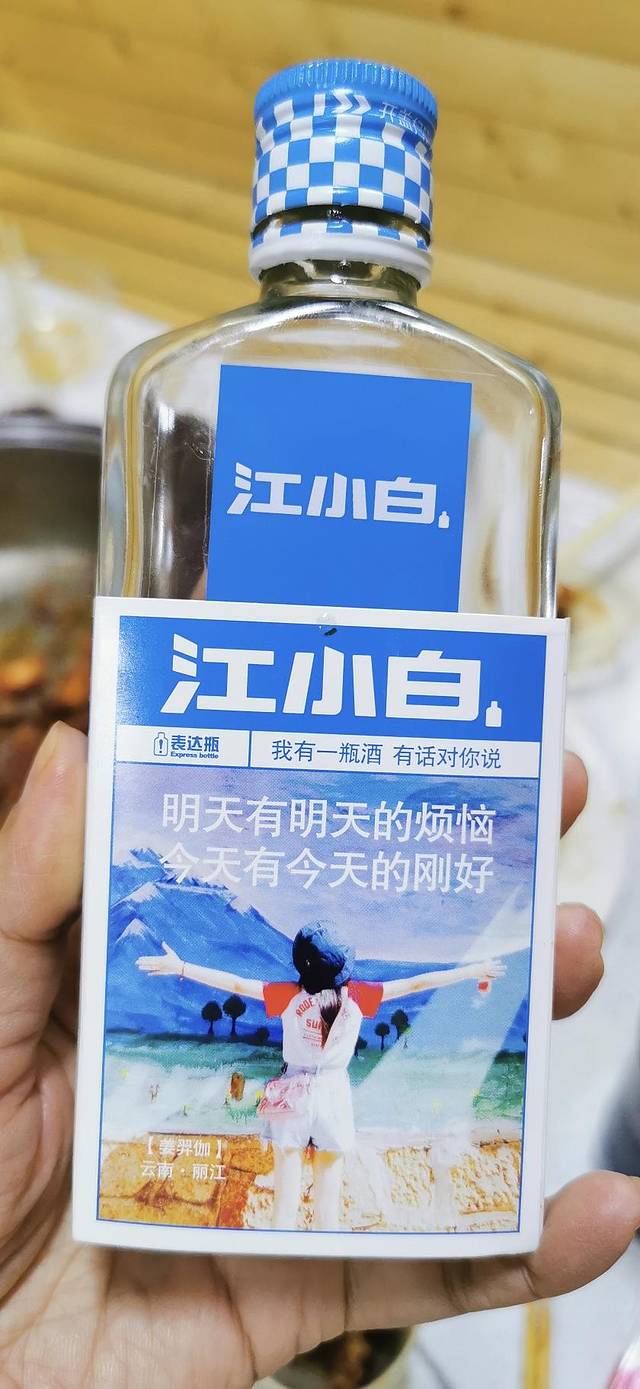 江小白
江小白
表达瓶
Express bottle
我有一瓶酒 有话对你说
明天有明天的烦恼
今天有今天的刚好
【姜羿伽】
云南·丽江